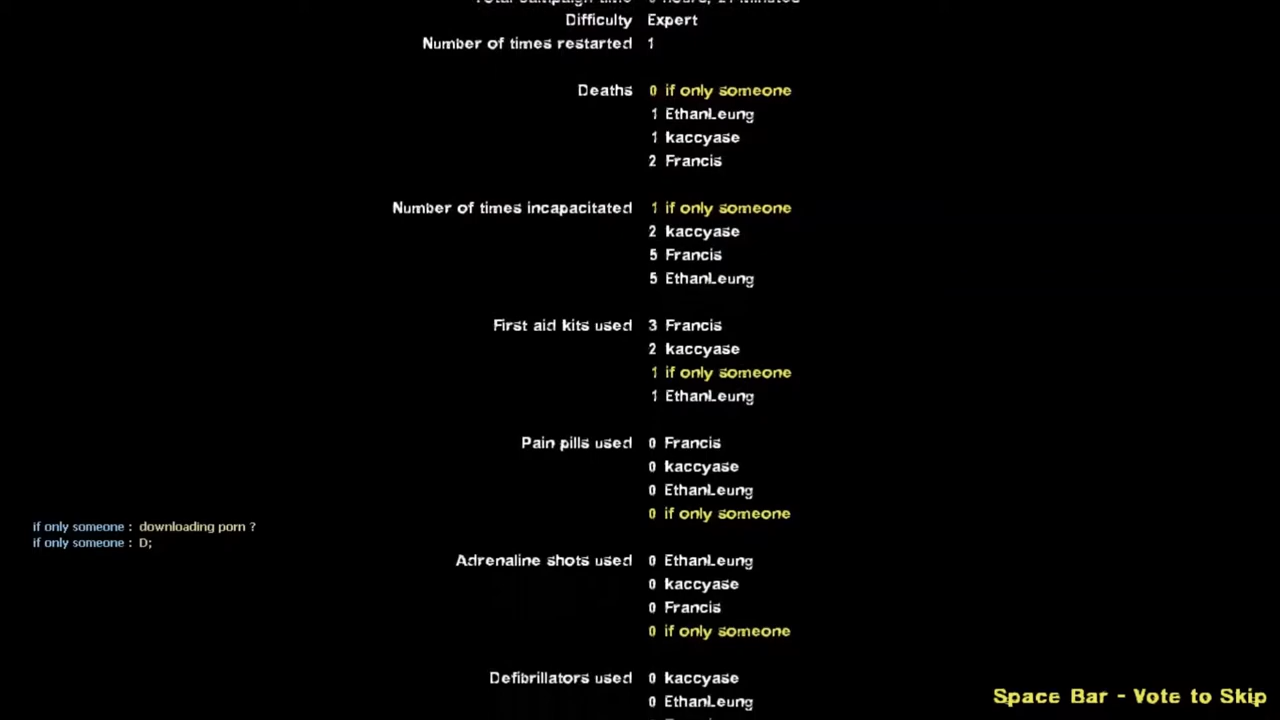 Difficulty Expert
Number of times restarted 1
Deaths 0 if only someone
1 EthanLeung
1 kaccyase
2 Francis
Number of times incapacitated 1 if only someone
2 kaccyase
5 Francis
5 EthanLeung
First aid kits used 3 Francis
2 kaccyase
1 if only someone
1 EthanLeung
Pain pills used 0 Francis
0 kaccyase
0 EthanLeung
0 if only someone
if only someone : downloading porn ?
if only someone : D;
Adrenaline shots used 0 EthanLeung
0 kaccyase
0 Francis
0 if only someone
Defibrillators used 0 kaccyase
0 EthanLeung
Space Bar - Vote to Skip